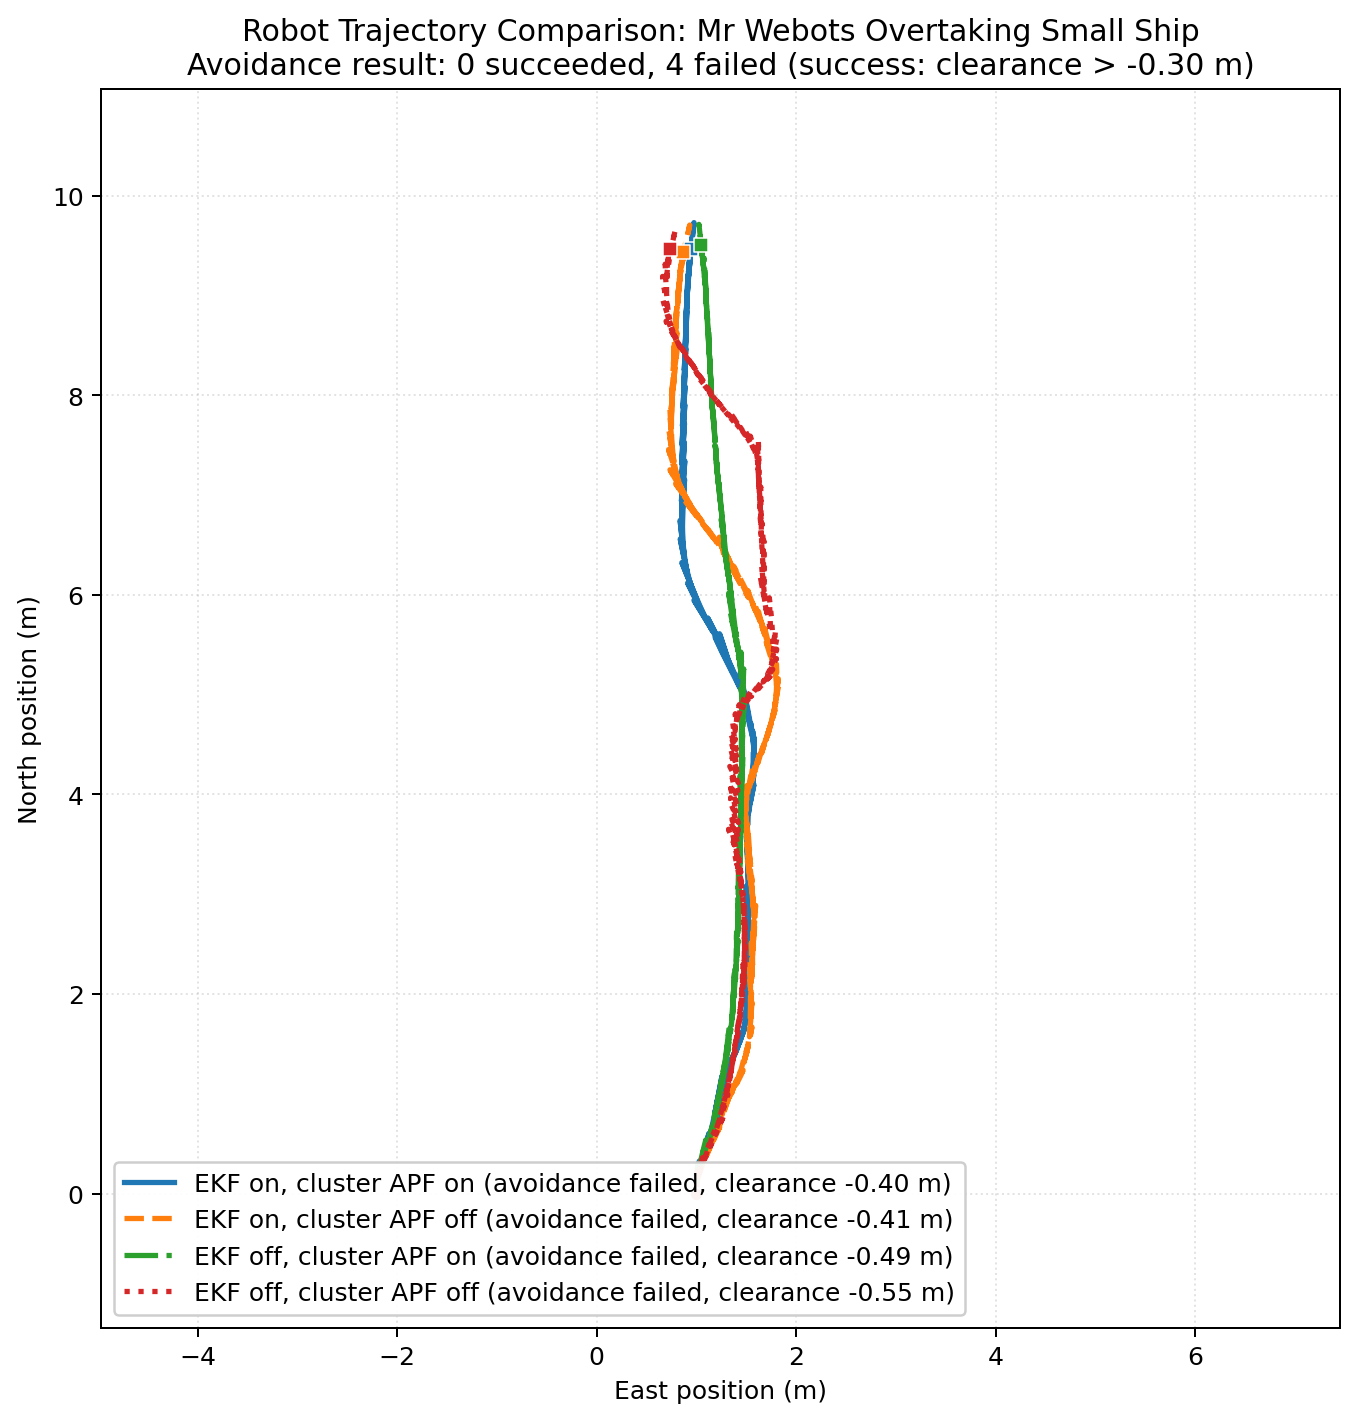 Robot Trajectory Comparison: Mr Webots Overtaking Small Ship
Avoidance result: 0 succeeded, 4 failed (success: clearance > -0.30 m)
North position (m)
10
8
6
4
2
0
EKF on, cluster APF on (avoidance failed, clearance -0.40 m)
EKF on, cluster APF off (avoidance failed, clearance -0.41 m)
EKF off, cluster APF on (avoidance failed, clearance -0.49 m)
EKF off, cluster APF off (avoidance failed, clearance -0.55 m)
−4 −2 0 2 4 6
East position (m)